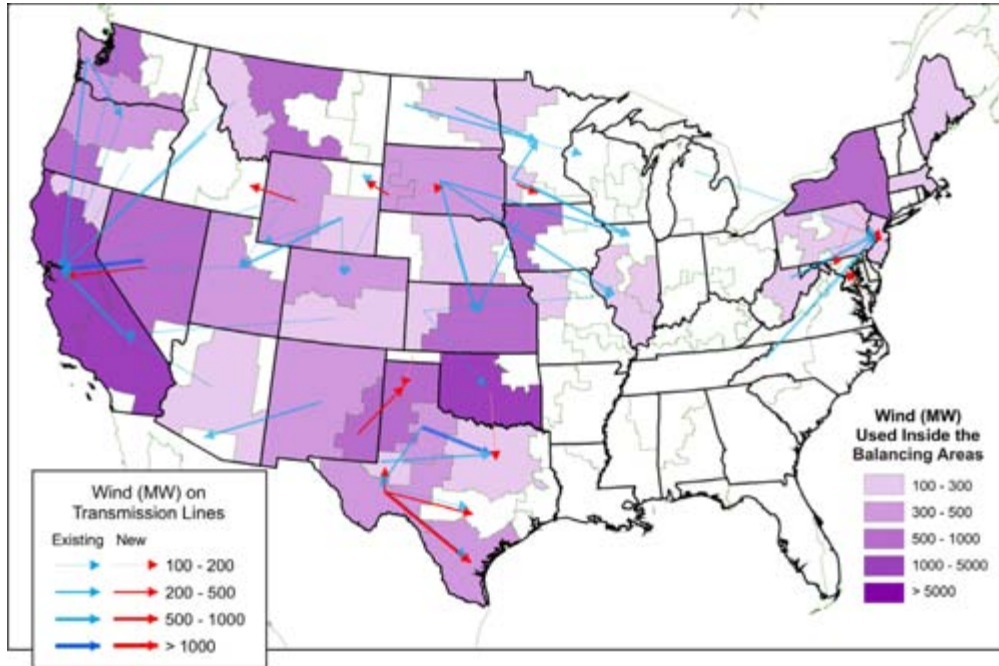 Wind (MW)
Used Inside the
Balancing Areas
100 - 300
300 - 500
500 - 1000
1000 - 5000
> 5000
Wind (MW) on
Transmission Lines
Existing New
100 - 200
200 - 500
500 - 1000
> 1000